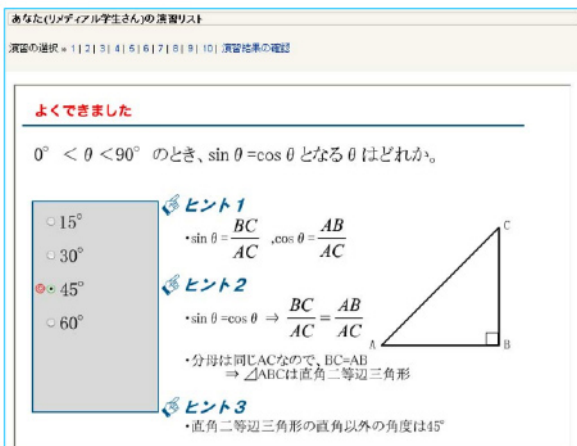 あなた(リメディアル学生さん)の演習リスト
演習の選択 » 1| 2| 3| 4| 5| 6| 7| 8| 9| 10| 演習結果の確認
よくできました
0° < θ <90° のとき、sin θ =cos θ となる θ はどれか。
15°
30°
45°
60°
ヒント1
・sin θ = BC/AC ,cos θ = AB/AC
ヒント2
・sin θ =cos θ ⇒ BC/AC = AB/AC
・分母は同じACなので、BC=AB
⇒ ⊿ABCは直角二等辺三角形
ヒント3
・直角二等辺三角形の直角以外の角度は45°
C
A
B